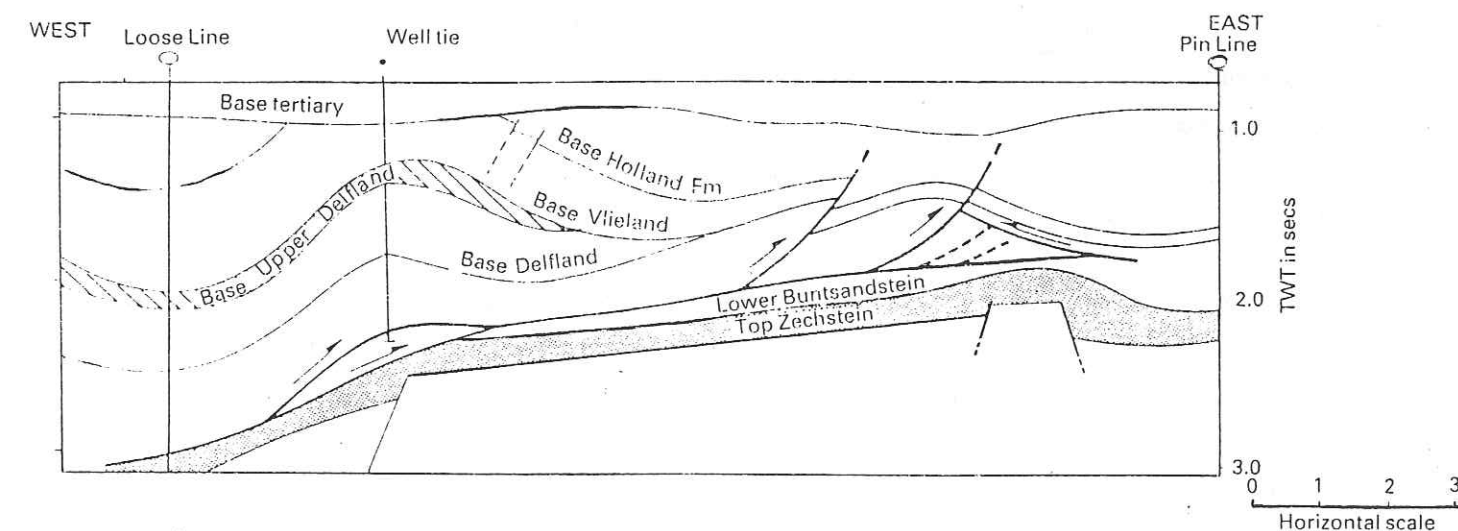 WEST
Loose Line
Well tie
EAST
Pin Line
Base tertiary
1.0
Base Holland Fm
Base Upper Delfland
Base Vlieland
Base Delfland
TWT in secs
Lower Buntsandstein
2.0
Top Zechstein
3.0
0 1 2 3
Horizontal scale